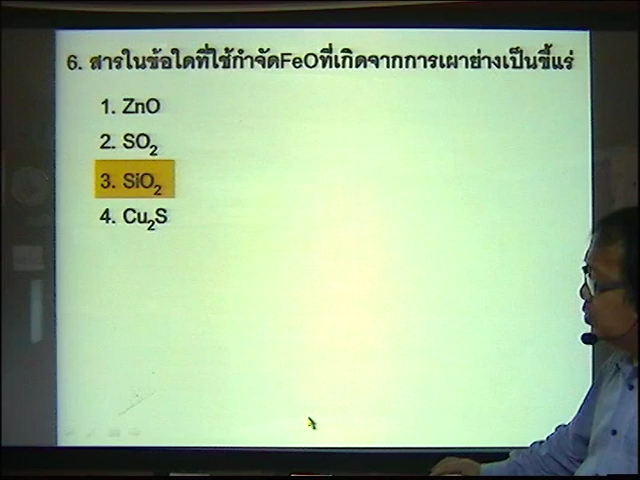 6. สารในข้อใดที่ใช้กำจัดFeOที่เกิดจากการเผาย่างเป็นขี้แร่
1. ZnO
2. SO₂
3. SiO₂
4. Cu₂S